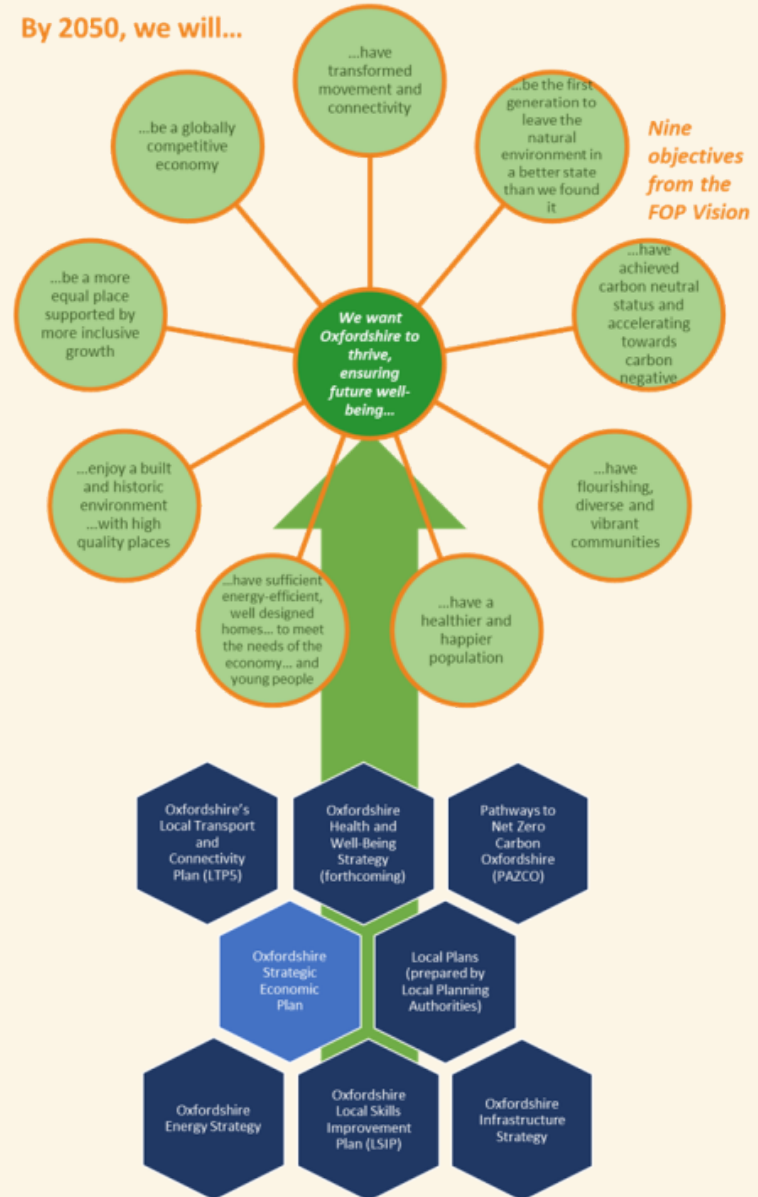 By 2050, we will...
...have
transformed
movement and
connectivity
...be the first
generation to
leave the
natural
environment in
a better state
than we found
it
Nine
objectives
from the
FOP Vision
...be a globally
competitive
economy
...have
achieved
carbon neutral
status and
accelerating
towards
carbon
negative
...be a more
equal place
supported by
more inclusive
growth
We want
Oxfordshire to
thrive,
ensuring
future well-
being...
...enjoy a built
and historic
environment
...with high
quality places
...have
flourishing,
diverse and
vibrant
communities
...have sufficient
energy-efficient,
well designed
homes... to meet
the needs of the
economy... and
young people
...have a
healthier and
happier
population
Oxfordshire's
Local Transport
and
Connectivity
Plan (LTP5)
Oxfordshire
Health and
Well-Being
Strategy
(forthcoming)
Pathways to
Net Zero
Carbon
Oxfordshire
(PAZCO)
Oxfordshire
Strategic
Economic
Plan
Local Plans
(prepared by
Local Planning
Authorities)
Oxfordshire
Energy Strategy
Oxfordshire
Local Skills
Improvement
Plan (LSIP)
Oxfordshire
Infrastructure
Strategy